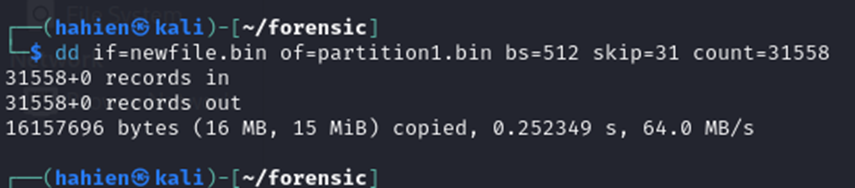 ┌──(hahien㉿kali)-[~/forensic]
└─$ dd if=newfile.bin of=partition1.bin bs=512 skip=31 count=31558
31558+0 records in
31558+0 records out
16157696 bytes (16 MB, 15 MiB) copied, 0.252349 s, 64.0 MB/s
┌──(hahien㉿kali)-[~/forensic]